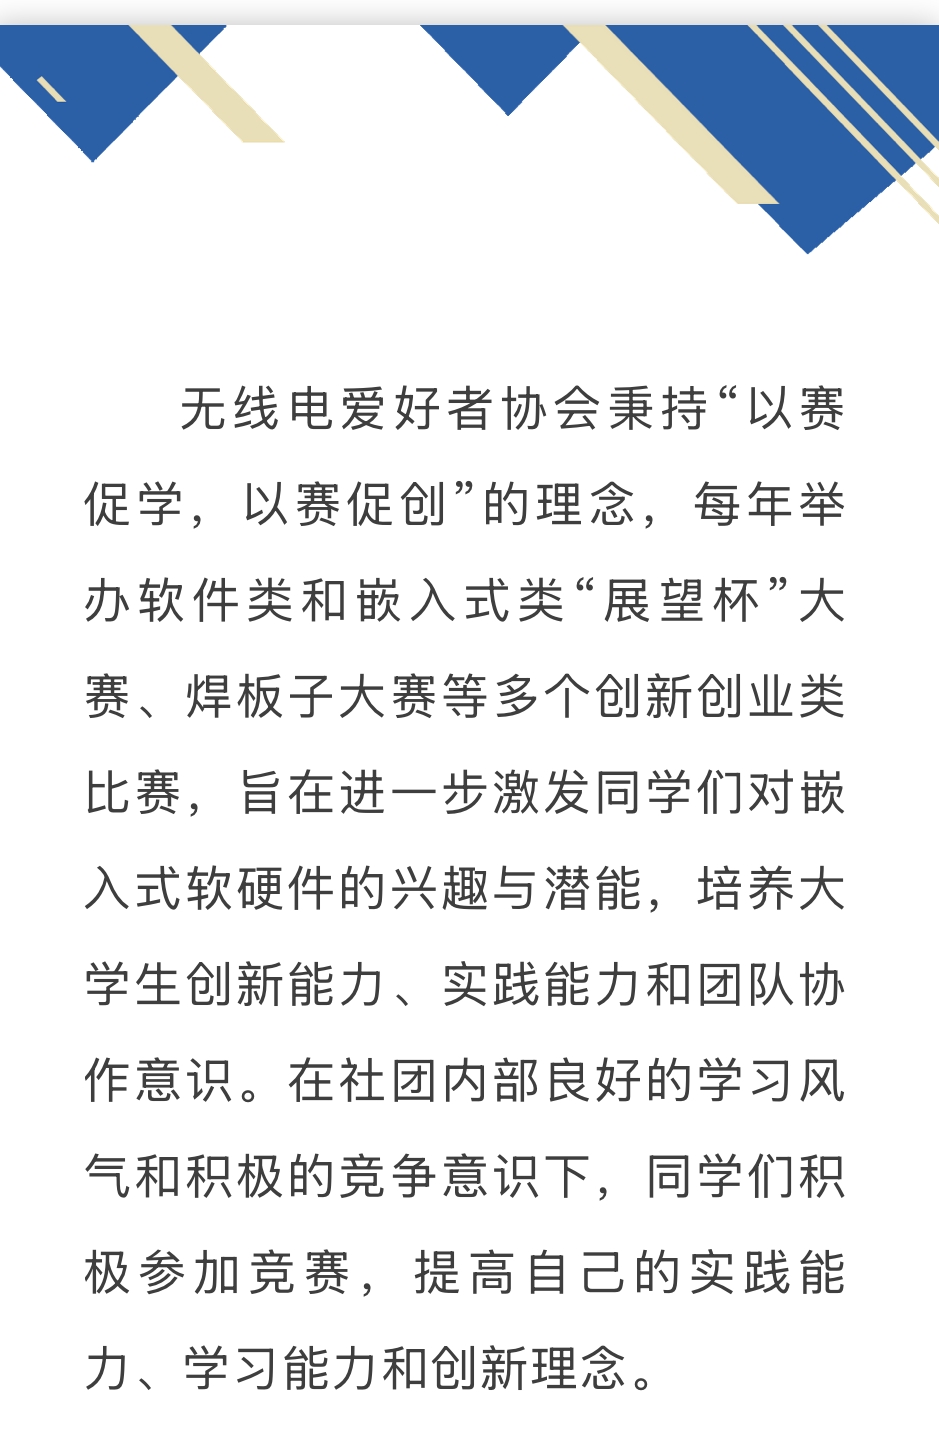 无线电爱好者协会秉持“以赛
促学，以赛促创”的理念，每年举
办软件类和嵌入式类“展望杯”大
赛、焊板子大赛等多个创新创业类
比赛，旨在进一步激发同学们对嵌
入式软硬件的兴趣与潜能，培养大
学生创新能力、实践能力和团队协
作意识。在社团内部良好的学习风
气和积极的竞争意识下，同学们积
极参加竞赛，提高自己的实践能
力、学习能力和创新理念。